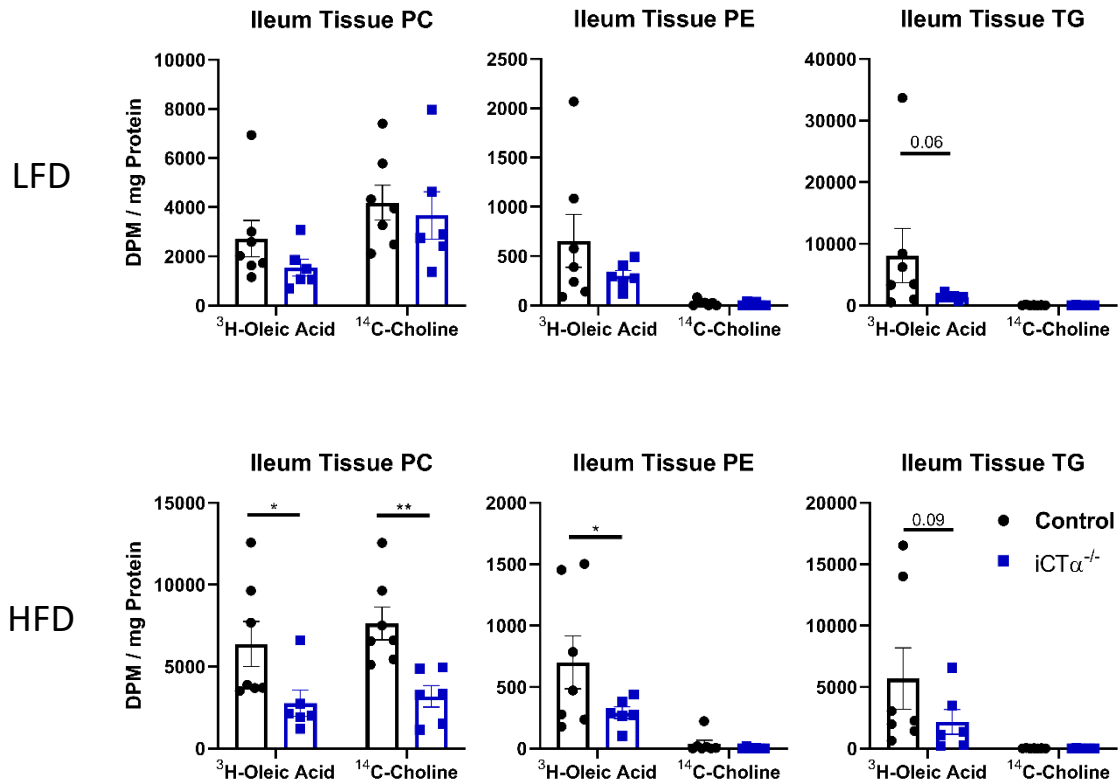 Ileum Tissue PC
Ileum Tissue PE
Ileum Tissue TG
LFD
DPM / mg Protein
10000
8000
6000
4000
2000
0
³H-Oleic Acid
¹⁴C-Choline
2500
2000
1500
1000
500
0
³H-Oleic Acid
¹⁴C-Choline
40000
30000
20000
10000
0
0.06
³H-Oleic Acid
¹⁴C-Choline
Ileum Tissue PC
Ileum Tissue PE
Ileum Tissue TG
HFD
DPM / mg Protein
15000
10000
5000
0
*
**
³H-Oleic Acid
¹⁴C-Choline
2000
1500
1000
500
0
*
³H-Oleic Acid
¹⁴C-Choline
20000
15000
10000
5000
0
0.09
³H-Oleic Acid
¹⁴C-Choline
Control
iCTα⁻/⁻